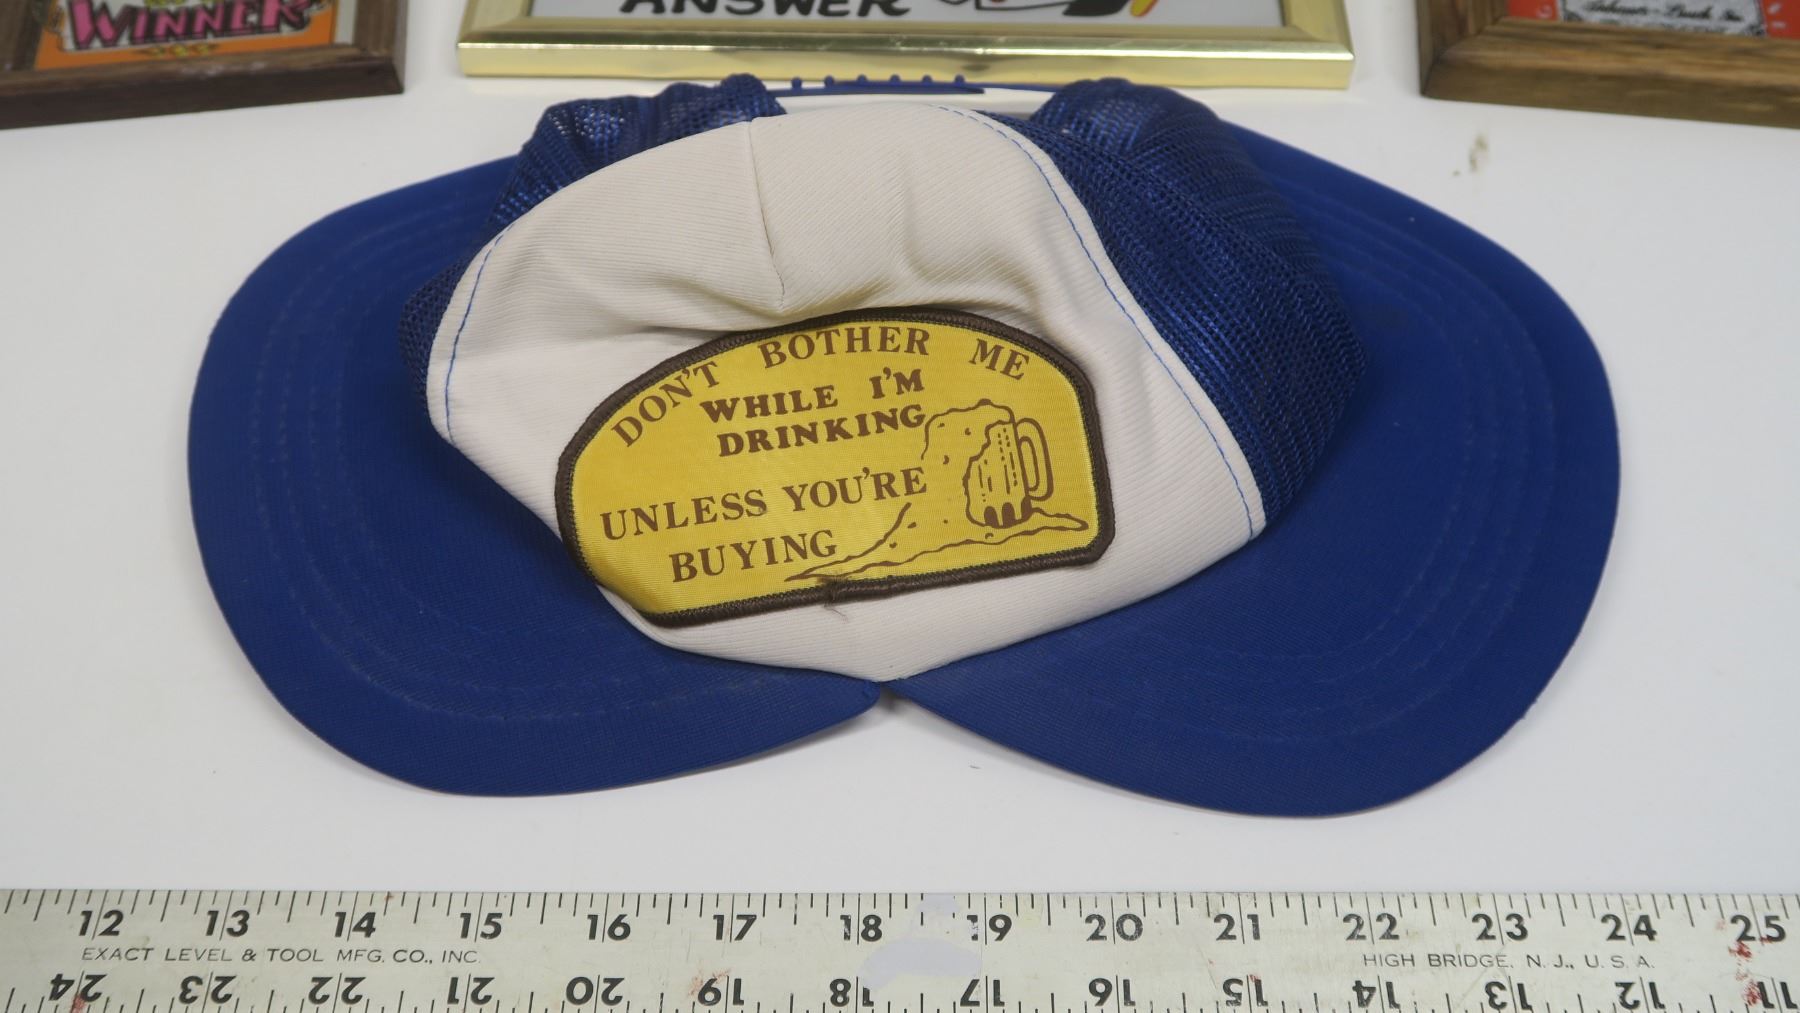 WINNER
ANSWER
DON'T BOTHER ME
WHILE I'M
DRINKING
UNLESS YOU'RE
BUYING
12 13 14 15 16 17 18 19 20 21 22 23 24 25
EXACT LEVEL & TOOL MFG. CO., INC. HIGH BRIDGE, N. J., U. S. A.
24 23 22 21 20 19 18 17 16 15 14 13 12 11